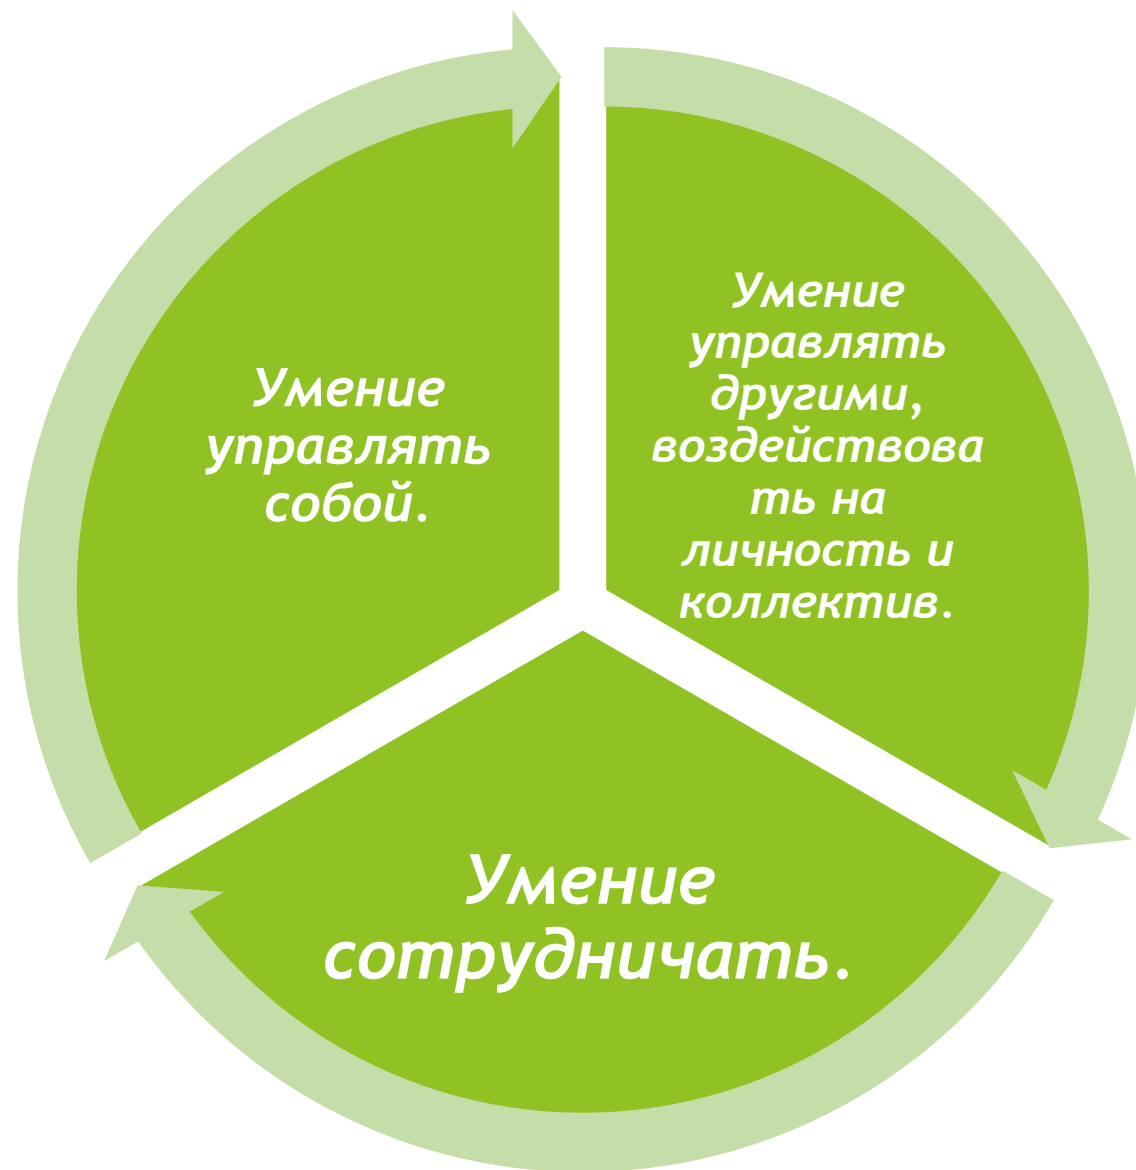 Умение
управлять
собой.
Умение
управлять
другими,
воздействова
ть на
личность и
коллектив.
Умение
сотрудничать.